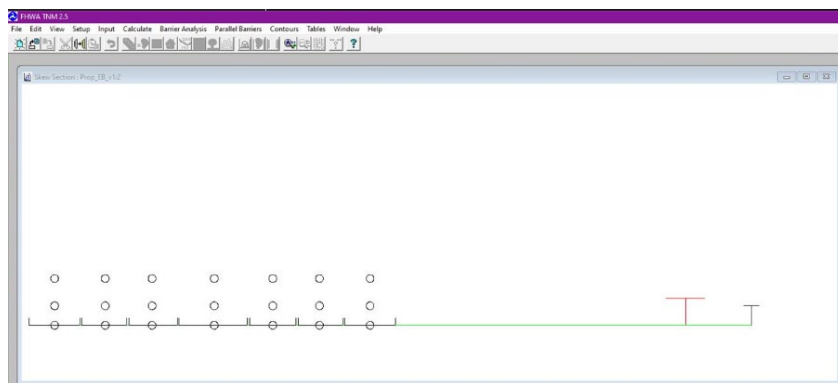 FHWA TNM 2.5
File Edit View Setup Input Calculate Barrier Analysis Parallel Barriers Contours Tables Window Help
Skew Section : Prop_EB_v1:2